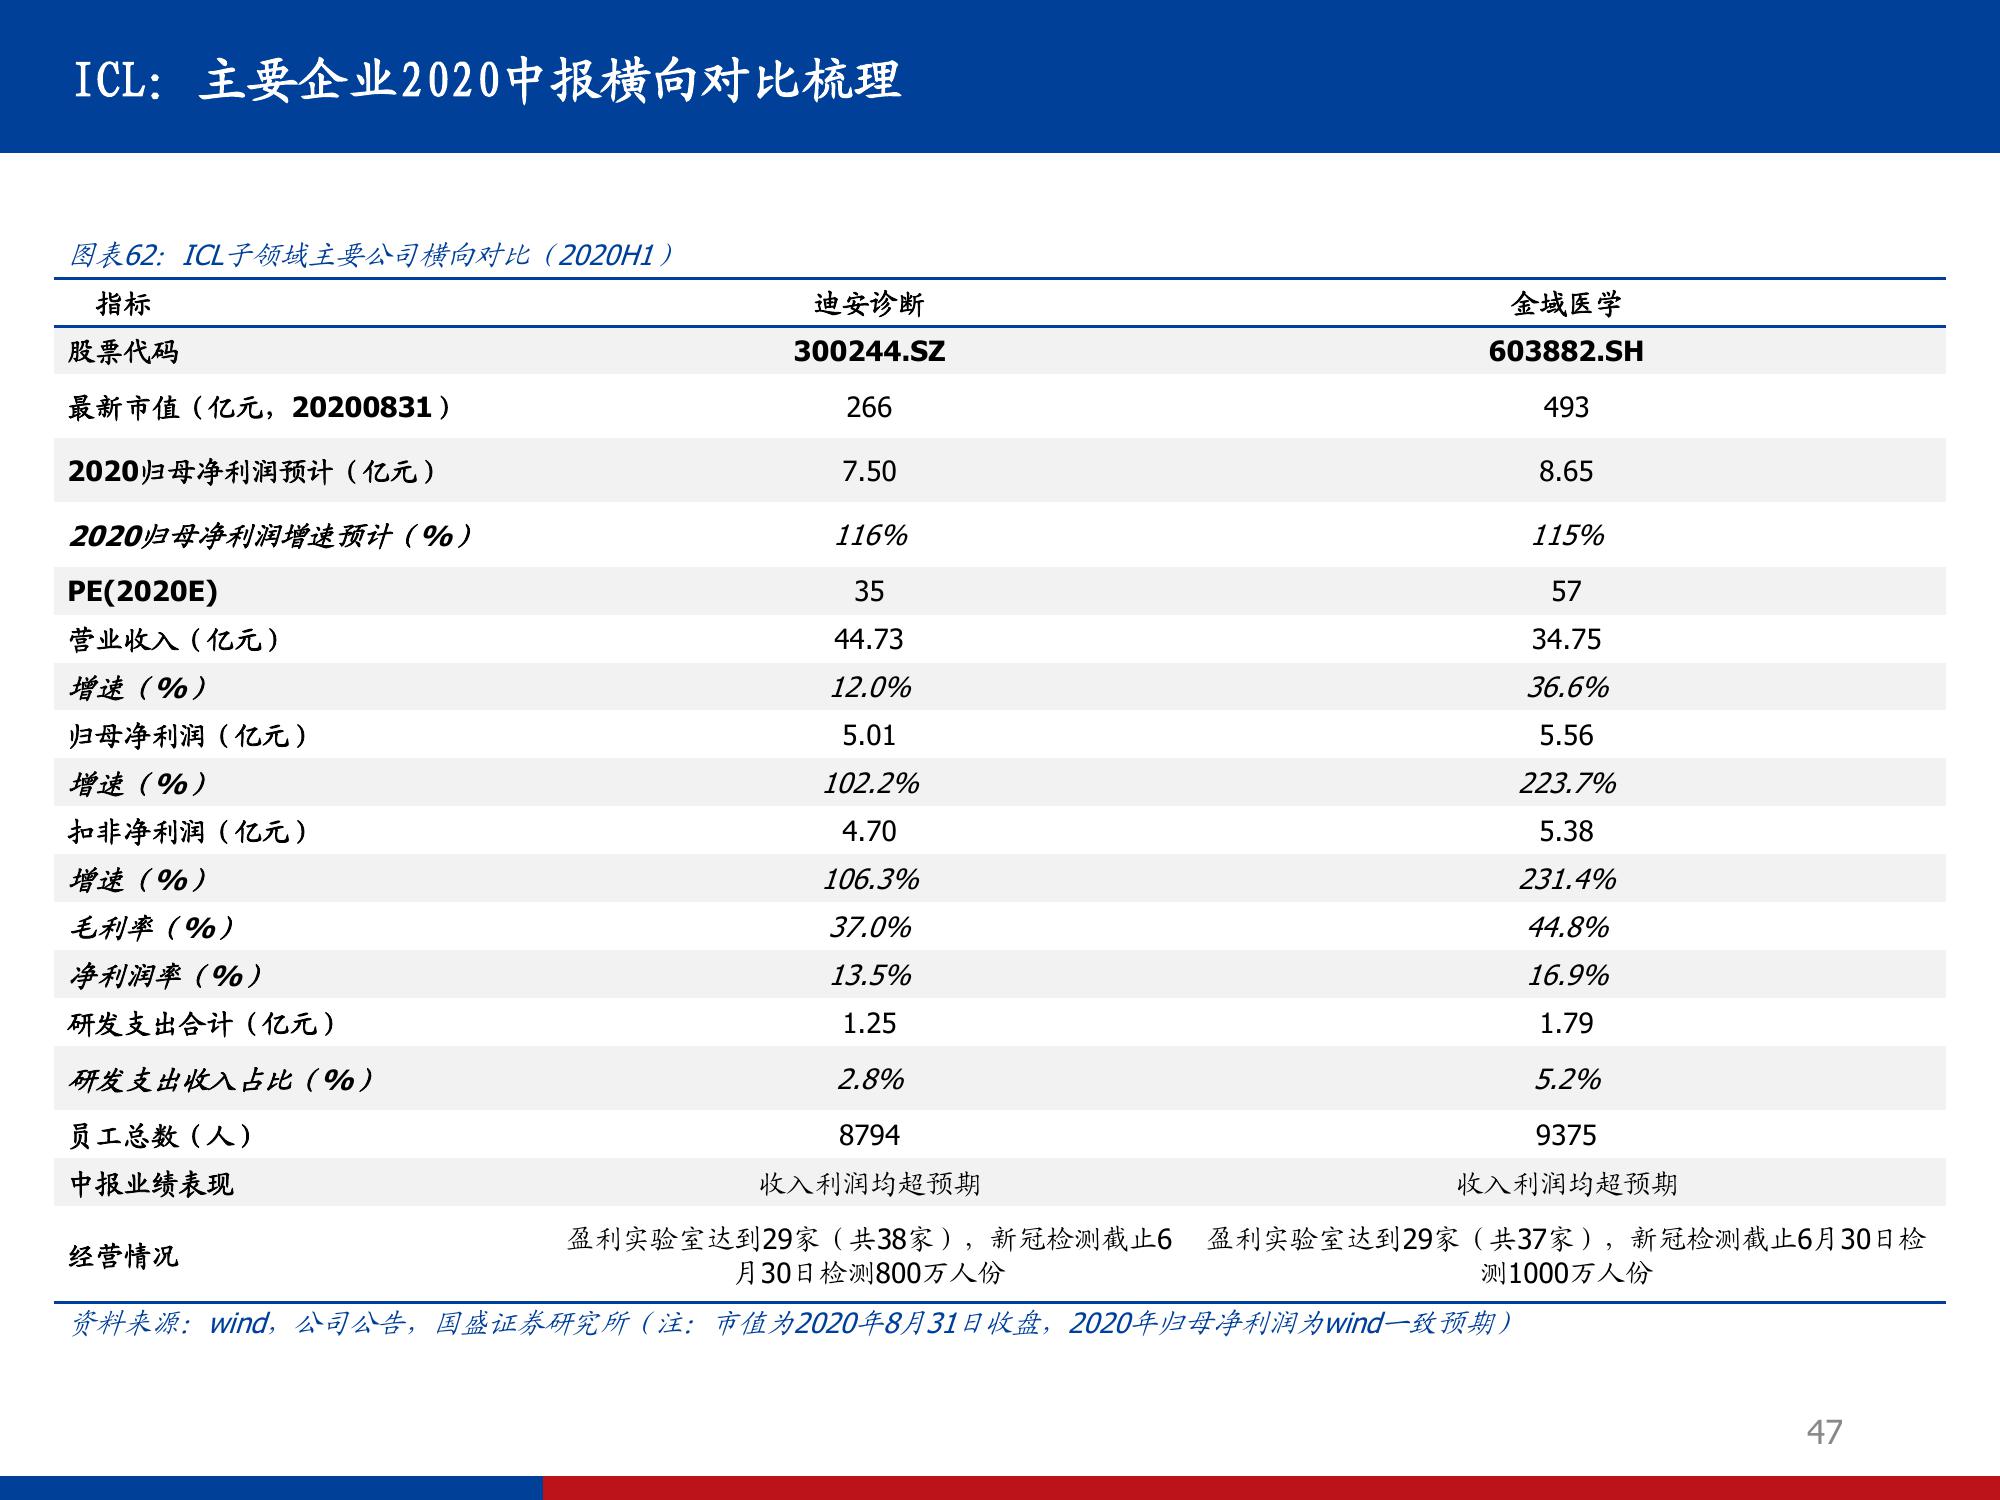 ICL：主要企业2020中报横向对比梳理
图表62：ICL子领域主要公司横向对比（2020H1）
指标 迪安诊断 金域医学
股票代码 300244.SZ 603882.SH
最新市值（亿元，20200831） 266 493
2020归母净利润预计（亿元） 7.50 8.65
2020归母净利润增速预计（%） 116% 115%
PE(2020E) 35 57
营业收入（亿元） 44.73 34.75
增速（%） 12.0% 36.6%
归母净利润（亿元） 5.01 5.56
增速（%） 102.2% 223.7%
扣非净利润（亿元） 4.70 5.38
增速（%） 106.3% 231.4%
毛利率（%） 37.0% 44.8%
净利润率（%） 13.5% 16.9%
研发支出合计（亿元） 1.25 1.79
研发支出收入占比（%） 2.8% 5.2%
员工总数（人） 8794 9375
中报业绩表现 收入利润均超预期 收入利润均超预期
经营情况 盈利实验室达到29家（共38家），新冠检测截止6 盈利实验室达到29家（共37家），新冠检测截止6月30日检
月30日检测800万人份 测1000万人份
资料来源：wind，公司公告，国盛证券研究所（注：市值为2020年8月31日收盘，2020年归母净利润为wind一致预期）
47